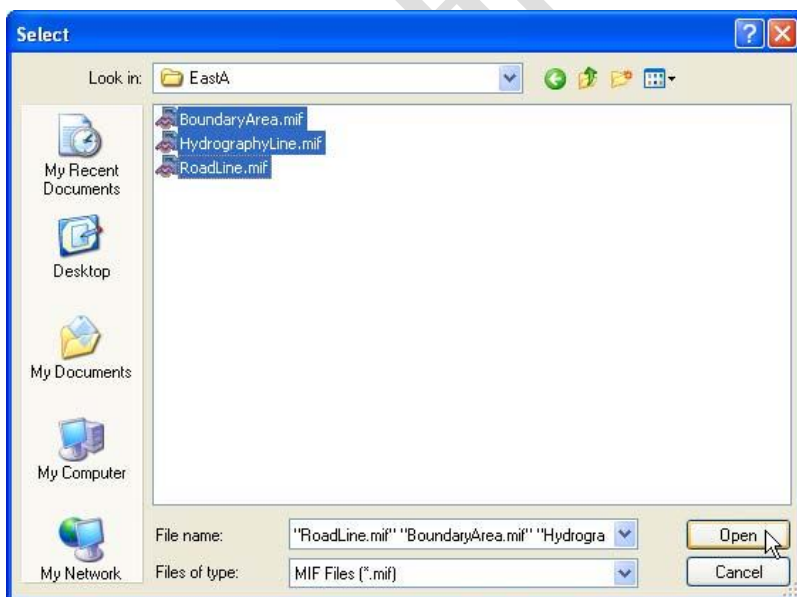 Select
Look in: EastA
BoundaryArea.mif
HydrographyLine.mif
RoadLine.mif
My Recent
Documents
Desktop
My Documents
My Computer
My Network
File name: "RoadLine.mif" "BoundaryArea.mif" "Hydrogra
Open
Files of type: MIF Files (*.mif)
Cancel